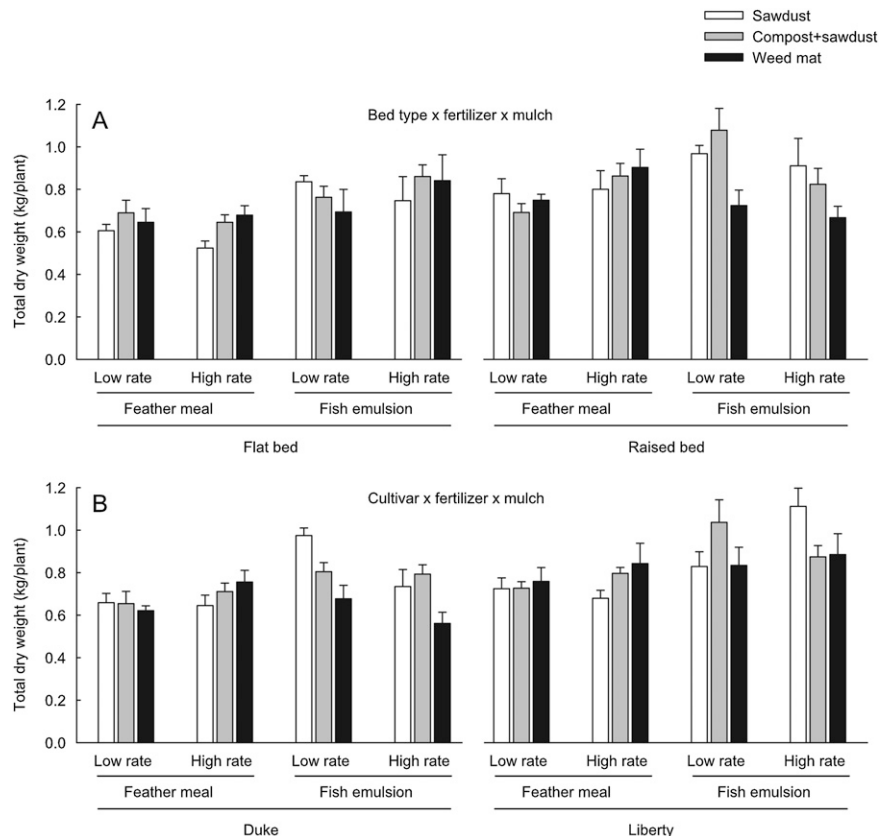 Sawdust
Compost+sawdust
Weed mat
A
Bed type x fertilizer x mulch
Total dry weight (kg/plant)
1.2
1.0
0.8
0.6
0.4
0.2
0.0
Low rate High rate Low rate High rate Low rate High rate Low rate High rate
Feather meal Fish emulsion Feather meal Fish emulsion
Flat bed Raised bed
B
Cultivar x fertilizer x mulch
Total dry weight (kg/plant)
1.2
1.0
0.8
0.6
0.4
0.2
0.0
Low rate High rate Low rate High rate Low rate High rate Low rate High rate
Feather meal Fish emulsion Feather meal Fish emulsion
Duke Liberty